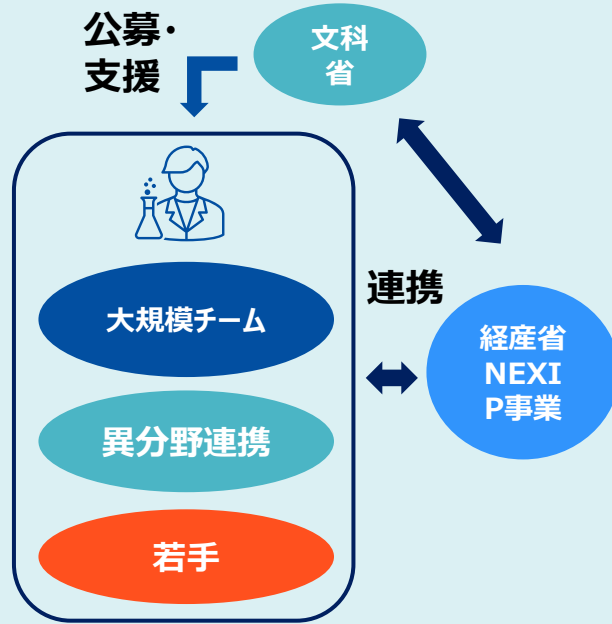 公募・
支援
文科
省
大規模チーム
連携
経産省
NEXI
P事業
異分野連携
若手